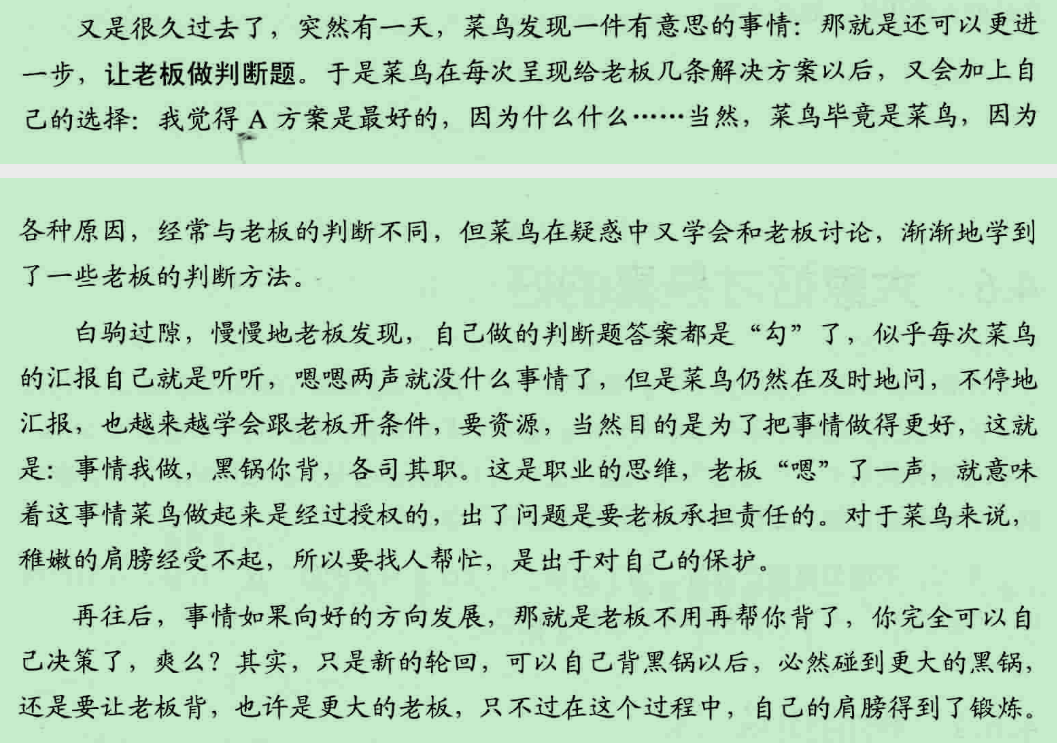 又是很久过去了，突然有一天，菜鸟发现一件有意思的事情：那就是还可以更进
一步，让老板做判断题。于是菜鸟在每次呈现给老板几条解决方案以后，又会加上自
己的选择：我觉得 A 方案是最好的，因为什么什么……当然，菜鸟毕竟是菜鸟，因为
各种原因，经常与老板的判断不同，但菜鸟在疑惑中又学会和老板讨论，渐渐地学到
了一些老板的判断方法。
白驹过隙，慢慢地老板发现，自己做的判断题答案都是“勾”了，似乎每次菜鸟
的汇报自己就是听听，嗯嗯两声就没什么事情了，但是菜鸟仍然在及时地问，不停地
汇报，也越来越学会跟老板开条件，要资源，当然目的是为了把事情做得更好，这就
是：事情我做，黑锅你背，各司其职。这是职业的思维，老板“嗯”了一声，就意味
着这事情菜鸟做起来是经过授权的，出了问题是要老板承担责任的。对于菜鸟来说，
稚嫩的肩膀经受不起，所以要找人帮忙，是出于对自己的保护。
再往后，事情如果向好的方向发展，那就是老板不用再帮你背了，你完全可以自
己决策了，爽么？其实，只是新的轮回，可以自己背黑锅以后，必然碰到更大的黑锅，
还是要让老板背，也许是更大的老板，只不过在这个过程中，自己的肩膀得到了锻炼。